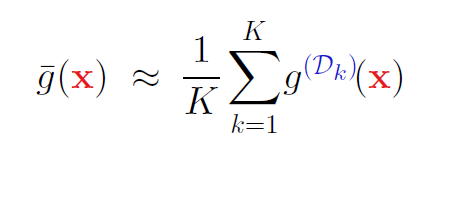 ḡ(x) ≈ 1/K ∑_{k=1}^{K} g^{(𝒟_k)}(x)